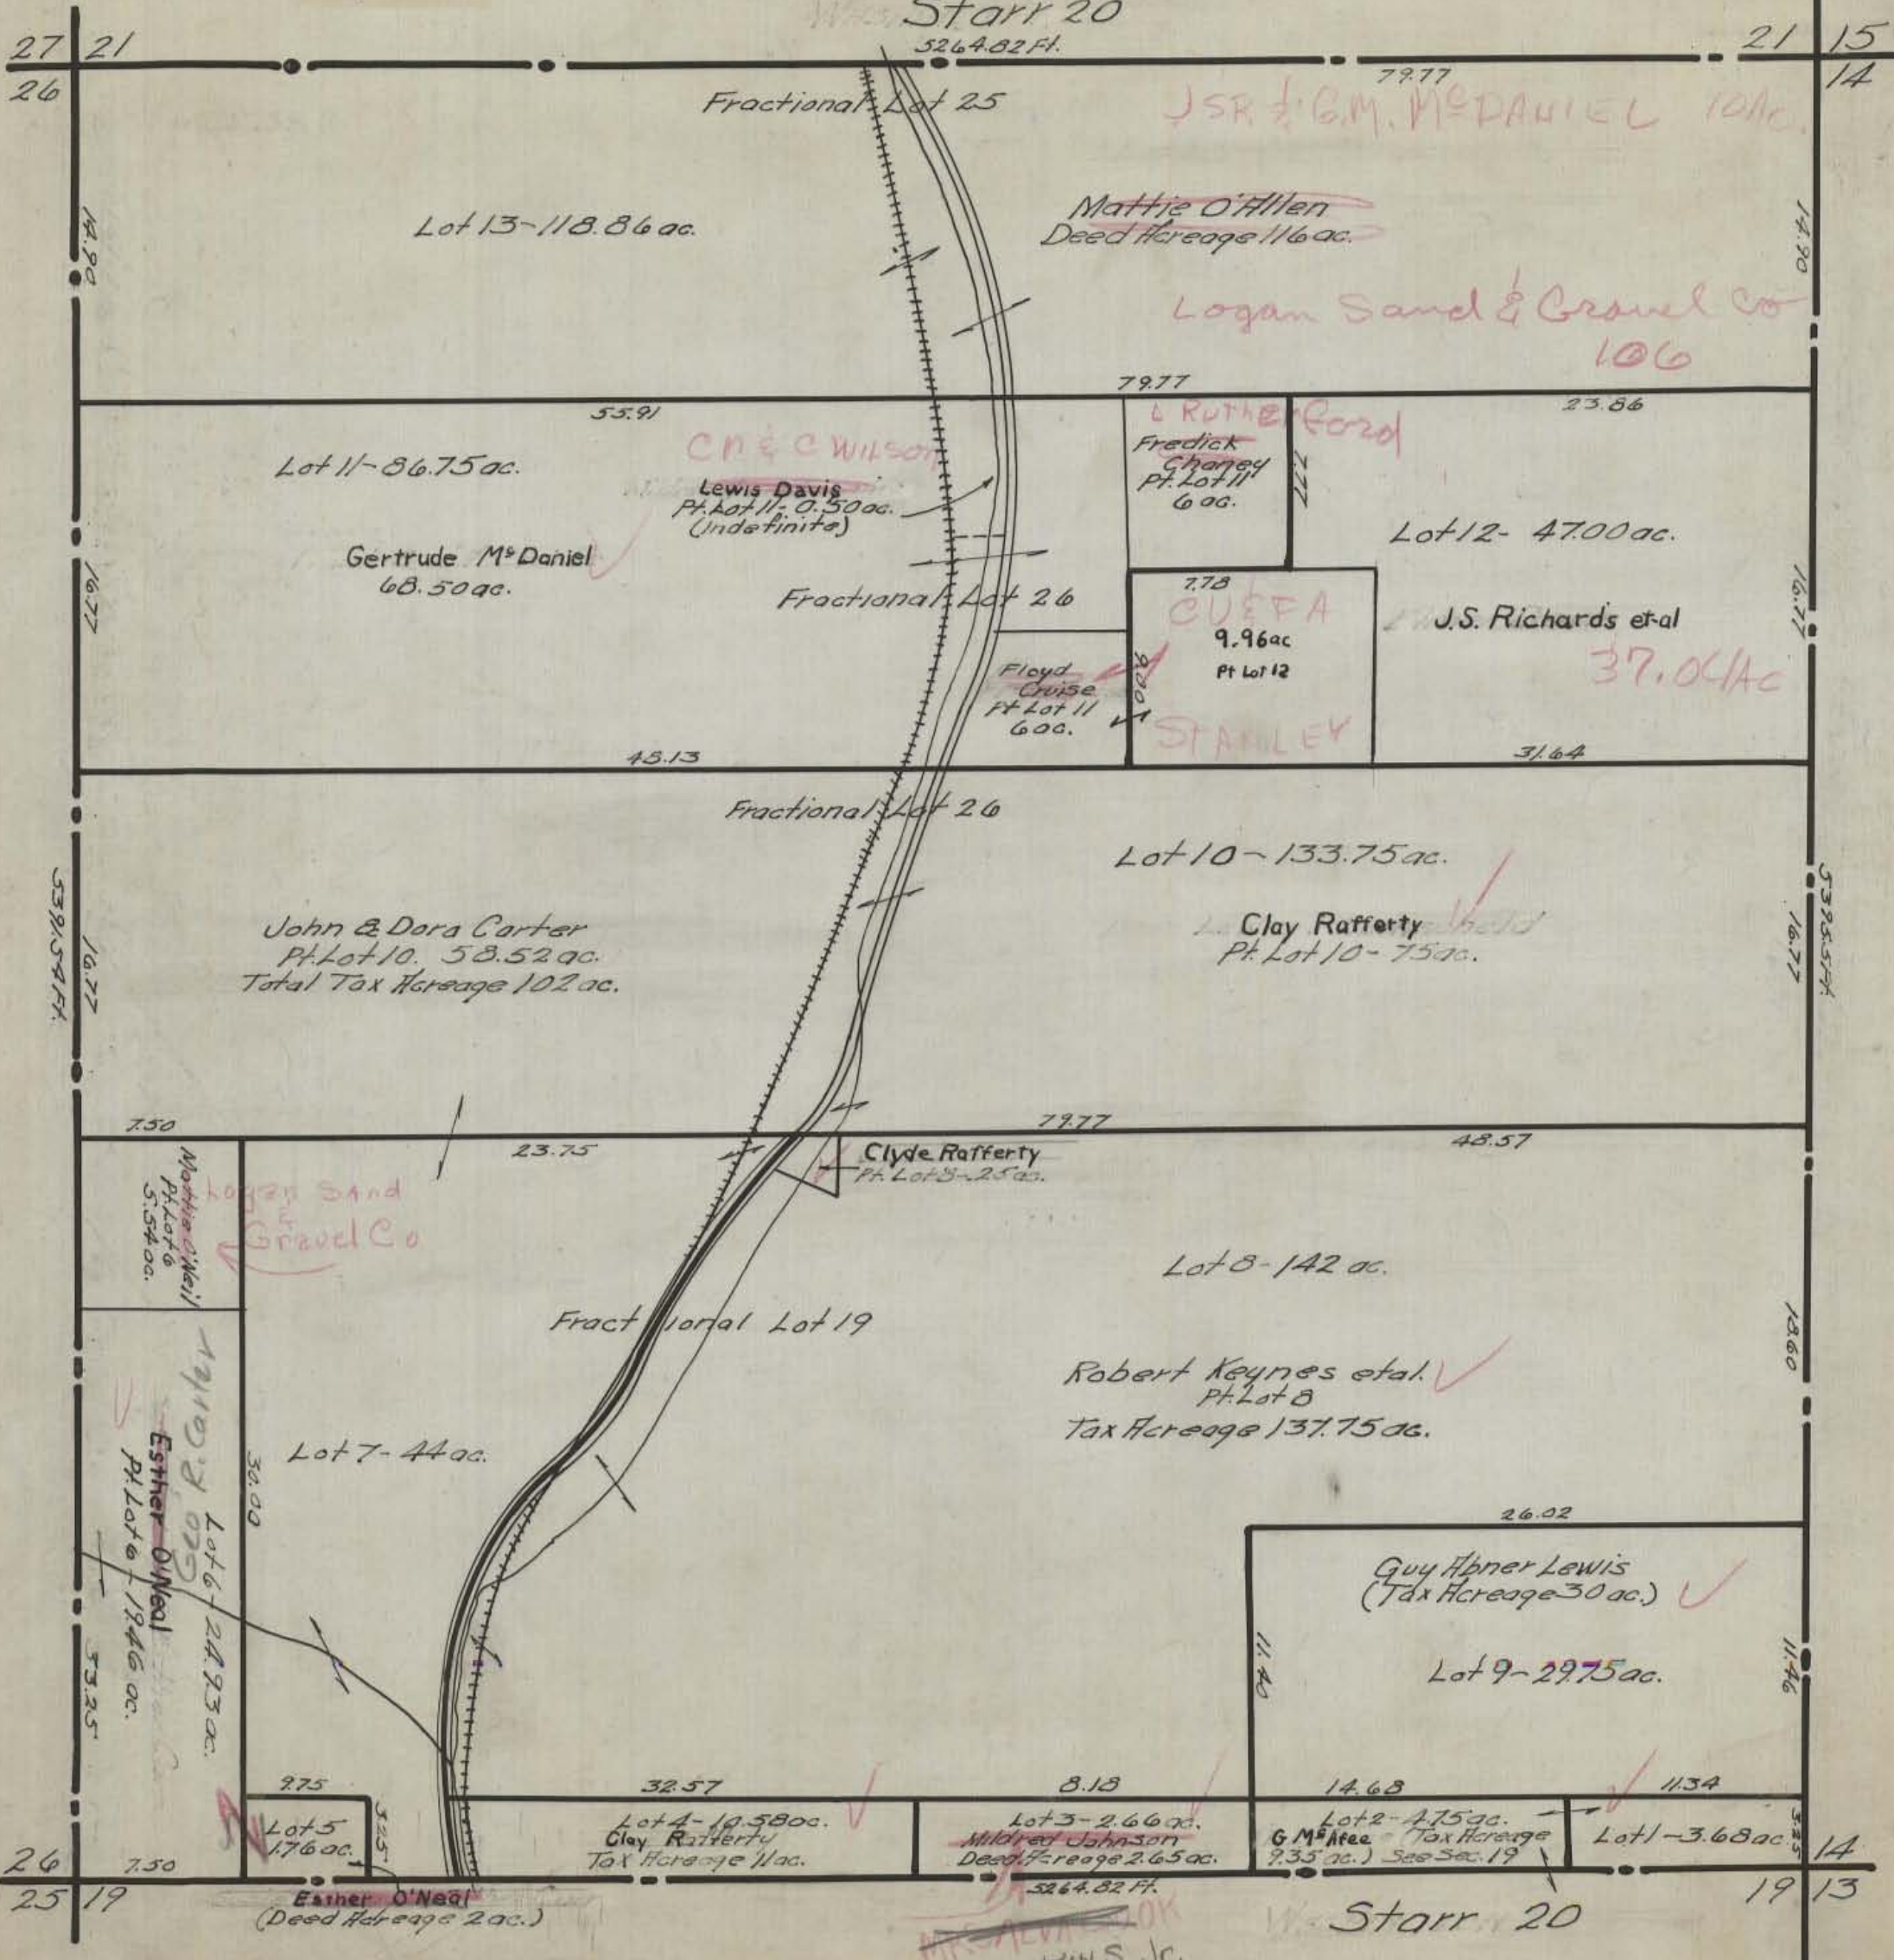 Starr 20
27 21
5264.82 Ft.
21 15
26
79.77
14
Fractional Lot 25
JSR & G.M. McDANIEL 10Ac.
Lot 13-118.86 ac.
Mattie O'Allen
Deed Acreage 116 ac.
14.90
14.90
Logan Sand & Gravel Co
106
79.77
55.91
23.86
L Rutherford
C & C WILSON
Lot 11-86.75 ac.
Fredick
Chaney
Pt. Lot 11
6 ac.
7.77
Lewis Davis
Pt. Lot 11-0.50 ac.
(Indefinite)
Lot 12- 47.00 ac.
Gertrude McDaniel
68.50 ac.
16.77
16.77
Fractional Lot 26
7.78
9.96ac
Pt Lot 12
STANLEY
9.00
J.S. Richards et-al
37.04Ac
Floyd
Cruise
Pt Lot 11
6 ac.
48.13
31.64
Fractional Lot 26
Lot 10-133.75 ac.
5391.54 Ft.
5395.5 Ft.
John & Dora Carter
Pt. Lot 10. 58.52 ac.
Total Tax Acreage 102 ac.
Clay Rafferty
Pt. Lot 10-75 ac.
16.77
16.77
7.50
23.75
79.77
48.57
Clyde Rafferty
Pt. Lot 8-.25 ac.
Mattie O'Neil
Pt. Lot 6
5.54 ac.
Logan Sand
&
Gravel Co
Lot 8-142 ac.
Fractional Lot 19
18.60
Robert Keynes etal.
Pt. Lot 8
Tax Acreage 137.75 ac.
Lot 7-44 ac.
30.00
Geo R. Carter
Lot 6-24.93 ac.
Esther O'Neal
Pt. Lot 6-19.46 ac.
53.25
26.02
Guy Abner Lewis
(Tax Acreage 30 ac.)
11.40
Lot 9-29.75 ac.
11.46
9.75
32.57
8.18
14.68
11.34
Lot 5
1.76 ac.
3.25
Lot 4-10.58 ac.
Clay Rafferty
Tax Acreage 11 ac.
Lot 3-2.66 ac.
Mildred Johnson
Deed Acreage 2.65 ac.
Lot 2-4.75 ac.
G McAfee (Tax Acreage
9.35 ac.) See Sec. 19
Lot 1-3.68 ac.
3.25
26
7.50
14
25 19
5264.82 Ft.
19 13
Esther O'Neal
(Deed Acreage 2 ac.)
Starr 20
Jr.